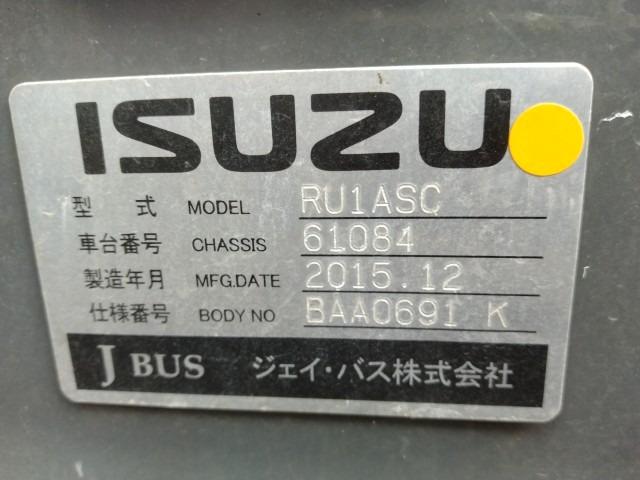 ISUZU
型 式 MODEL RU1ASC
車台番号 CHASSIS 61084
製造年月 MFG.DATE 2015.12
仕様番号 BODY NO BAA0691 K
J BUS ジェイ・バス株式会社